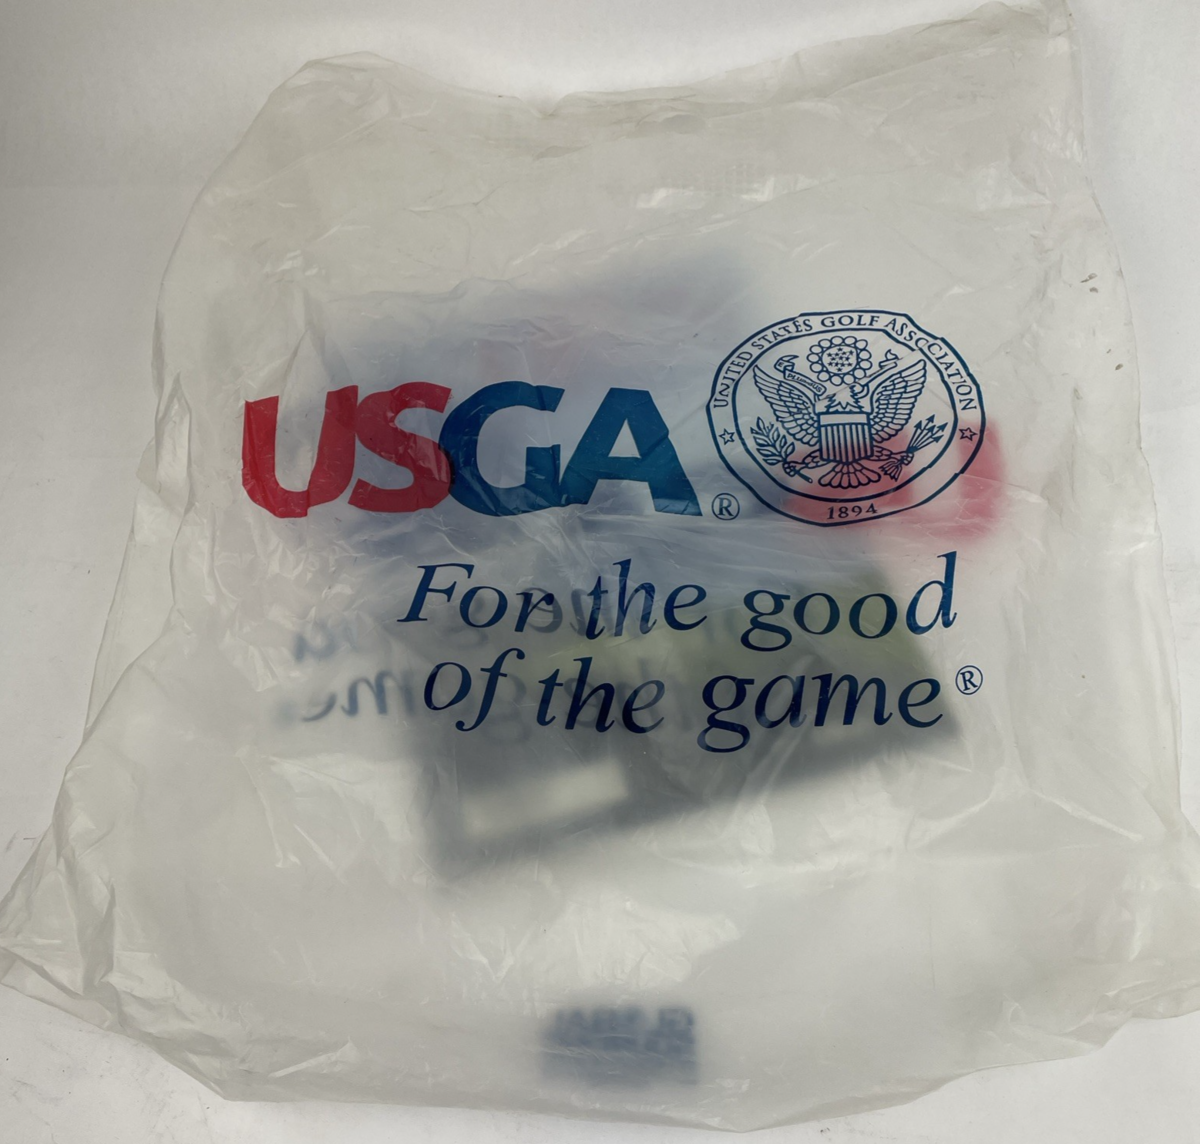 USGA®
UNITED STATES GOLF ASSOCIATION
1894
For the good
of the game®